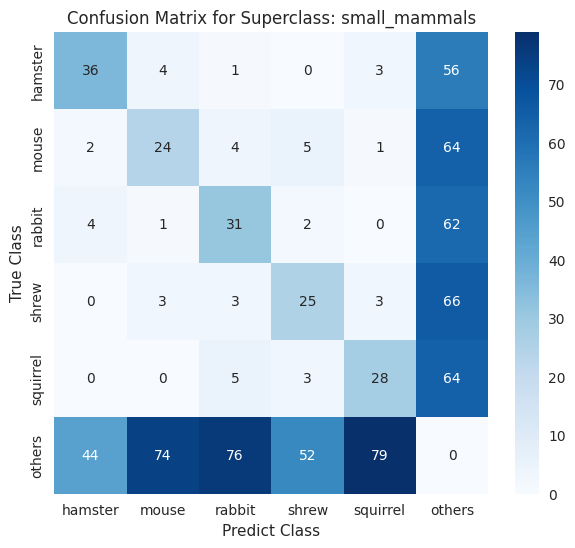 Confusion Matrix for Superclass: small_mammals
hamster 36 4 1 0 3 56
mouse 2 24 4 5 1 64
rabbit 4 1 31 2 0 62
shrew 0 3 3 25 3 66
squirrel 0 0 5 3 28 64
others 44 74 76 52 79 0
hamster mouse rabbit shrew squirrel others
True Class
Predict Class
70
60
50
40
30
20
10
0